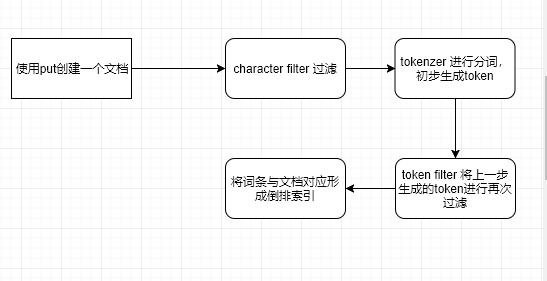 使用put创建一个文档
character filter 过滤
tokenzer 进行分词，
初步生成token
token filter 将上一步
生成的token进行再次
过滤
将词条与文档对应形
成倒排索引